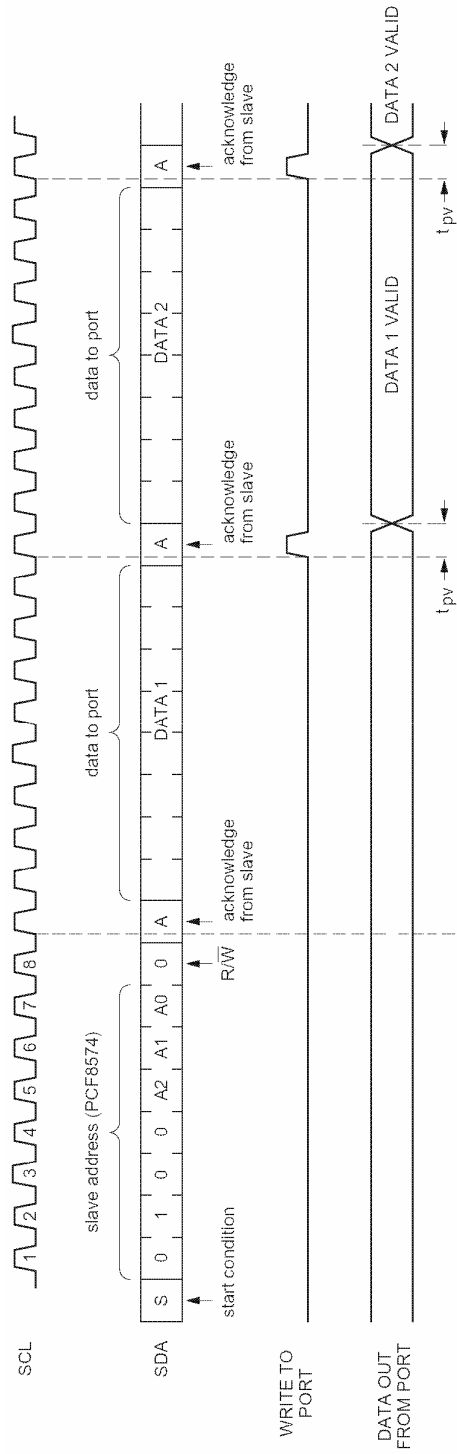 SCL
1 2 3 4 5 6 7 8
slave address (PCF8574)
data to port
data to port
SDA
S 0 1 0 0 A2 A1 A0 0 A DATA 1 A DATA 2 A
start condition
R/W̅
acknowledge
from slave
acknowledge
from slave
acknowledge
from slave
WRITE TO
PORT
DATA OUT
FROM PORT
DATA 1 VALID
DATA 2 VALID
tpv
tpv